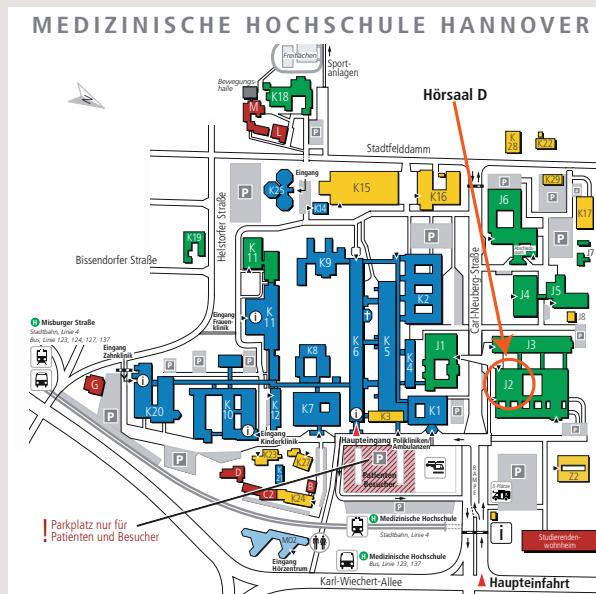 MEDIZINISCHE HOCHSCHULE HANNOVER
Freiflächen
Sport-
anlagen
Bewegungs-
halle
K18
M
L
N
Hörsaal D
P
Stadtfelddamm
K
28
K22
P
P
P
Eingang
K25
K14
K15
K16
K29
K17
P
J6
Helstorfer Straße
K19
Bissendorfer Straße
K
11
K9
P
K2
Carl-Neuberg-Straße
P
J7
J4
J5
J8
Eingang
Frauen-
klinik
i
K
11
K6
K5
K
4
J1
J3
J2
H Misburger Straße
Stadtbahn, Linie 4
Bus, Linie 123, 124, 127, 137
Eingang
Zahnklinik
P
P
P
K8
G
i
K20
K
10
K
12
K7
i
K3
K1
P
i
Eingang
Kinderklinik
Haupteingang
Polikliniken/
Ambulanzen
P
P
K23
K27
D
K
C2
K24
B
P
Patienten
Besucher
RAMPE
P
5 Plätze
Z2
! Parkplatz nur für
Patienten und Besucher
P
H Medizinische Hochschule
Stadtbahn, Linie 4
i
Studierenden-
wohnheim
MO2
Eingang
Hörzentrum
H Medizinische Hochschule
Bus, Linie 123, 137
Karl-Wiechert-Allee
Haupteinfahrt